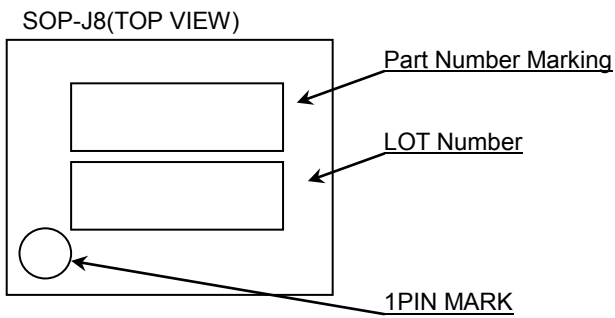 SOP-J8(TOP VIEW)
Part Number Marking
LOT Number
1PIN MARK